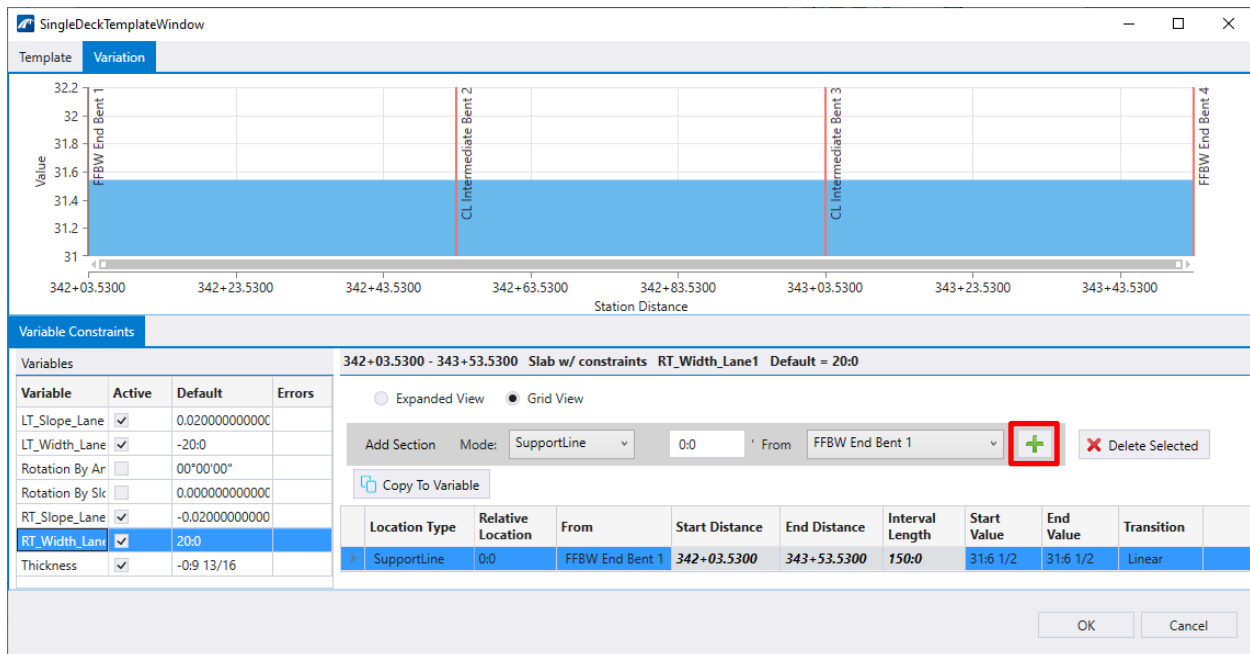 SingleDeckTemplateWindow
Template Variation
32.2
32
31.8
31.6
31.4
31.2
31
Value
FFBW End Bent 1
CL Intermediate Bent 2
CL Intermediate Bent 3
FFBW End Bent 4
342+03.5300 342+23.5300 342+43.5300 342+63.5300 342+83.5300 343+03.5300 343+23.5300 343+43.5300
Station Distance
Variable Constraints
Variables
Variable Active Default Errors
LT_Slope_Lane 0.020000000000
LT_Width_Lane -20:0
Rotation By Ar 00°00'00"
Rotation By Slo 0.000000000000
RT_Slope_Lane -0.02000000000
RT_Width_Lane 20:0
Thickness -0:9 13/16
342+03.5300 - 343+53.5300 Slab w/ constraints RT_Width_Lane1 Default = 20:0
Expanded View Grid View
Add Section Mode: SupportLine 0:0 ' From FFBW End Bent 1 Delete Selected
Copy To Variable
Location Type Relative Location From Start Distance End Distance Interval Length Start Value End Value Transition
SupportLine 0:0 FFBW End Bent 1 342+03.5300 343+53.5300 150:0 31:6 1/2 31:6 1/2 Linear
OK Cancel